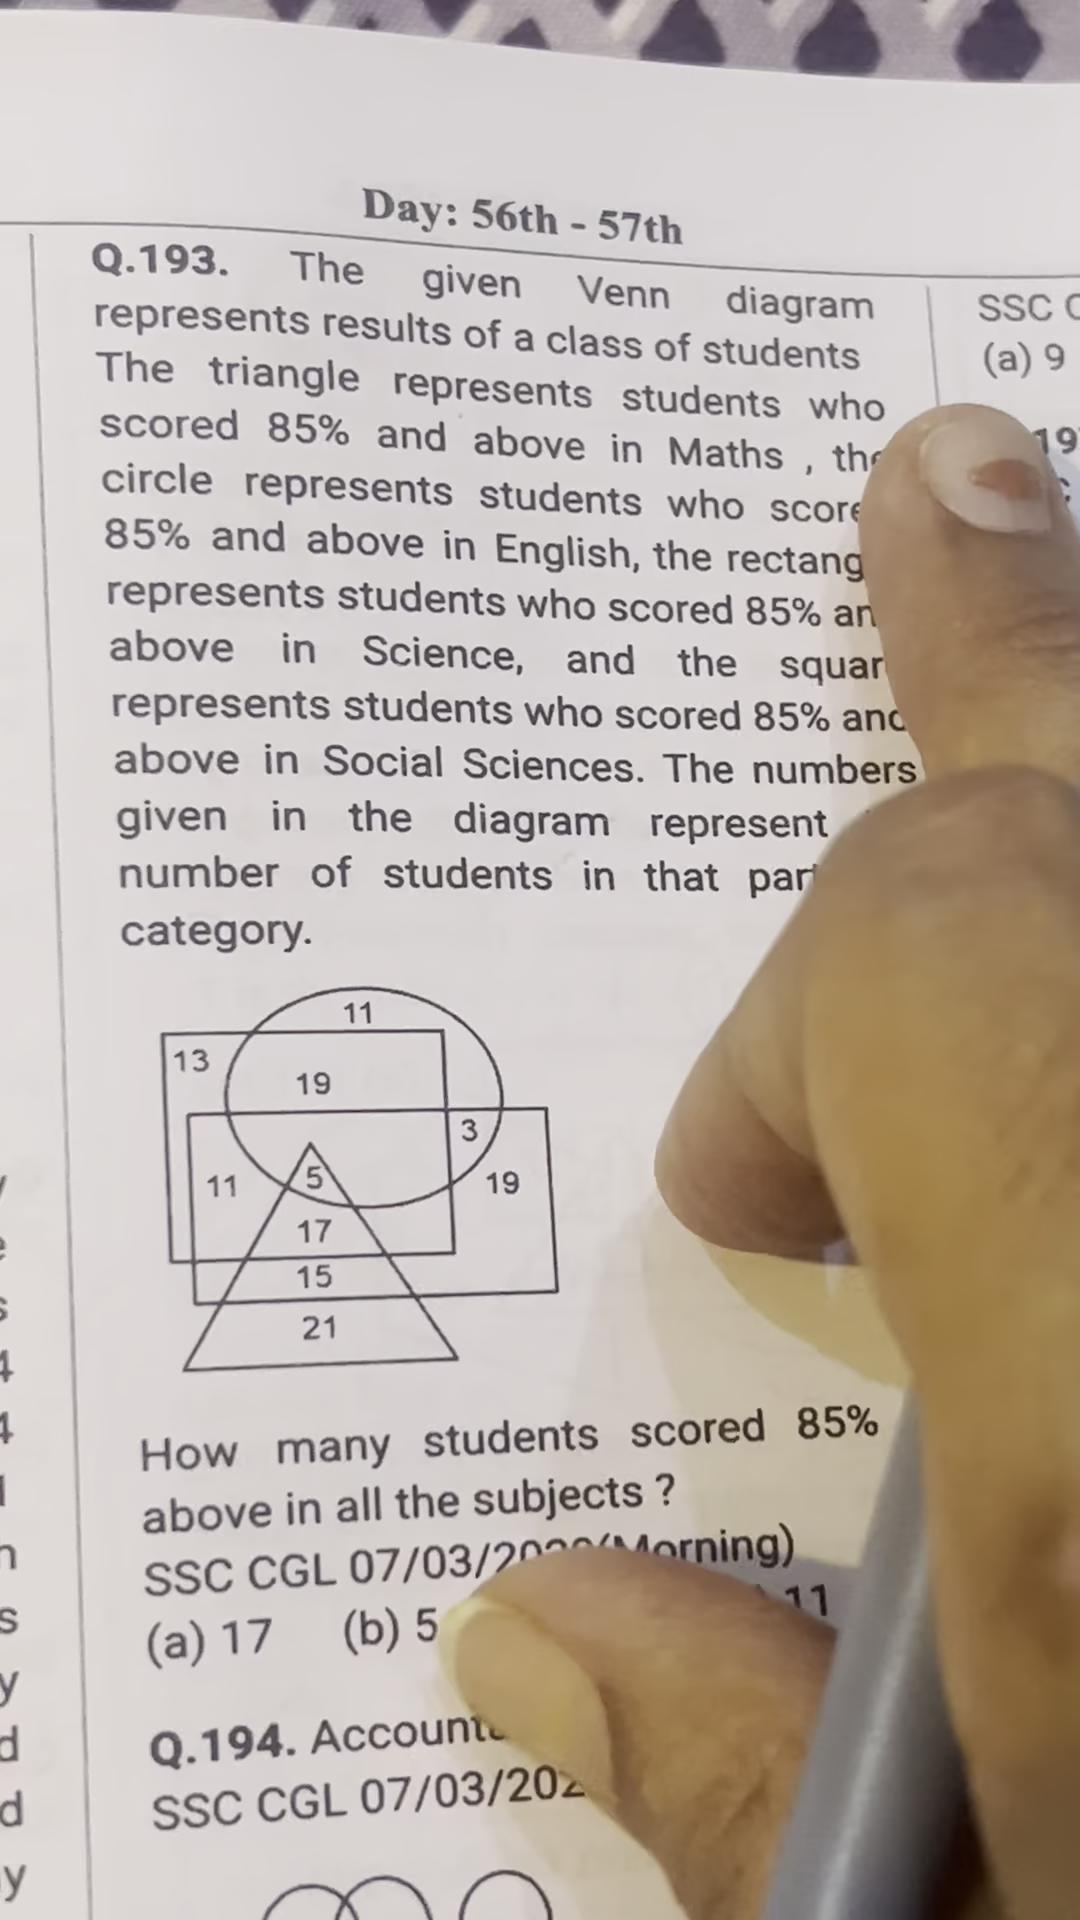 Day: 56th - 57th
Q.193. The given Venn diagram
represents results of a class of students
The triangle represents students who
scored 85% and above in Maths , the
circle represents students who score
85% and above in English, the rectang
represents students who scored 85% an
above in Science, and the squar
represents students who scored 85% and
above in Social Sciences. The numbers
given in the diagram represent
number of students in that par
category.
11
13
19
3
11
5
19
17
15
21
How many students scored 85%
above in all the subjects ?
SSC CGL 07/03/2020(Morning)
(a) 17 (b) 5 11
Q.194. Account
SSC CGL 07/03/202
SSC C
(a) 9
19